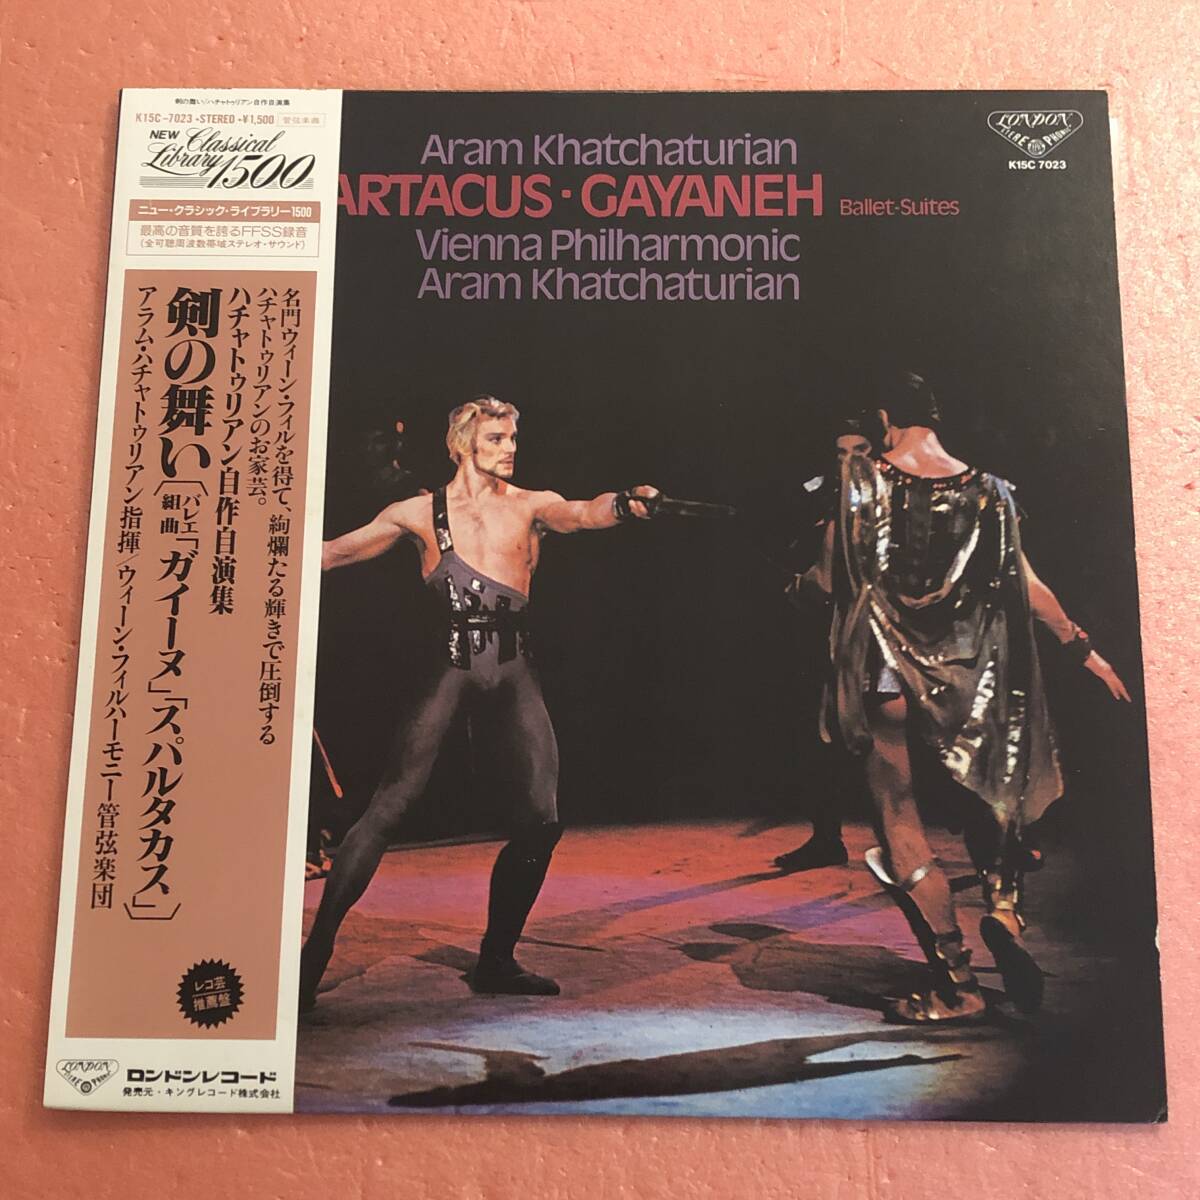 剣の舞い/ハチャトゥリアン自作自演集
K15C-7023・STEREO・¥1,500 管弦楽曲
NEW Classical
Library 1500
ニュー・クラシック・ライブラリー1500
最高の音質を誇るFFSS録音
(全可聴周波数帯域ステレオ・サウンド)
名門ウィーン・フィルを得て、絢爛たる輝きで圧倒する
ハチャトゥリアンのお家芸。
ハチャトゥリアン自作自演集
剣の舞い〔バレエ組曲「ガイーヌ」「スパルタカス」〕
アラム・ハチャトゥリアン指揮/ウィーン・フィルハーモニー管弦楽団
レコ芸
推薦盤
LONDON
ロンドンレコード
発売元・キングレコード株式会社
Aram Khatchaturian
ARTACUS・GAYANEH Ballet-Suites
Vienna Philharmonic
Aram Khatchaturian
LONDON
K15C 7023